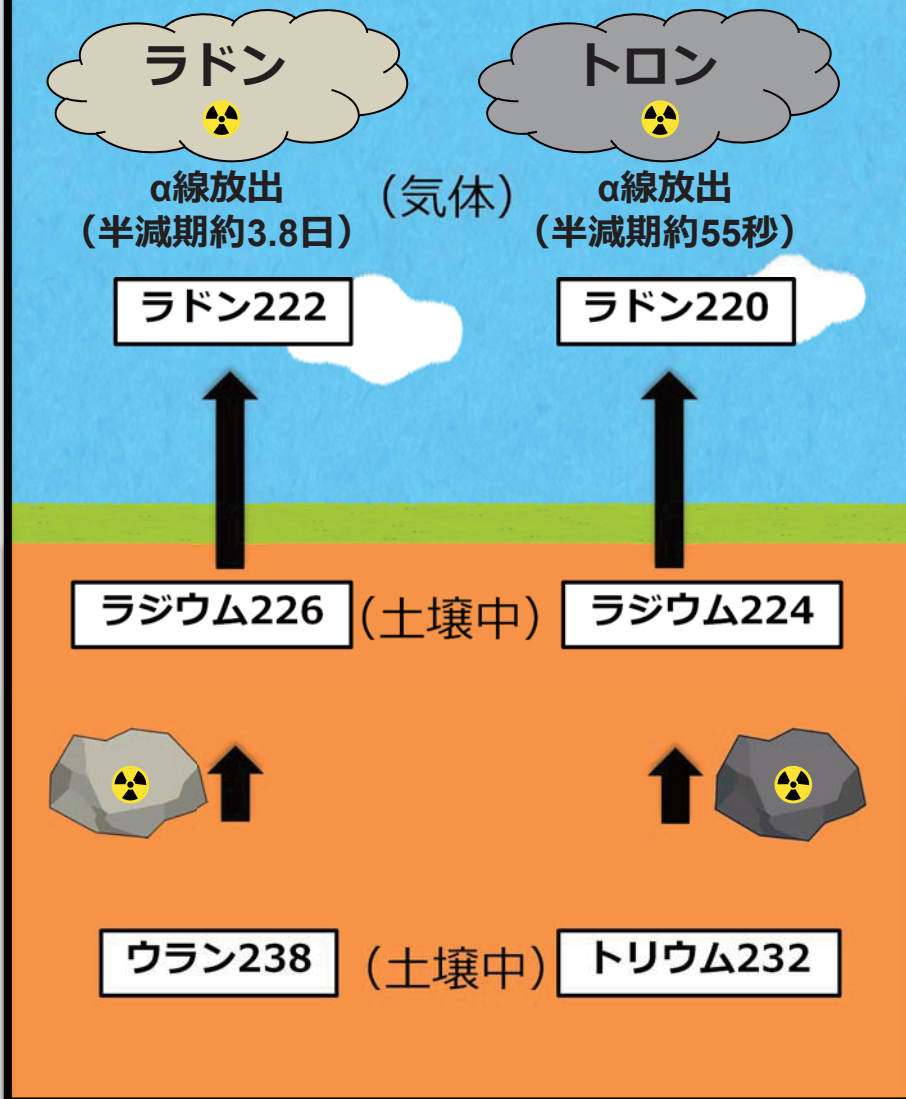 ラドン
トロン
α線放出
(半減期約3.8日)
(気体)
α線放出
(半減期約55秒)
ラドン222
ラドン220
ラジウム226
(土壌中)
ラジウム224
ウラン238
(土壌中)
トリウム232